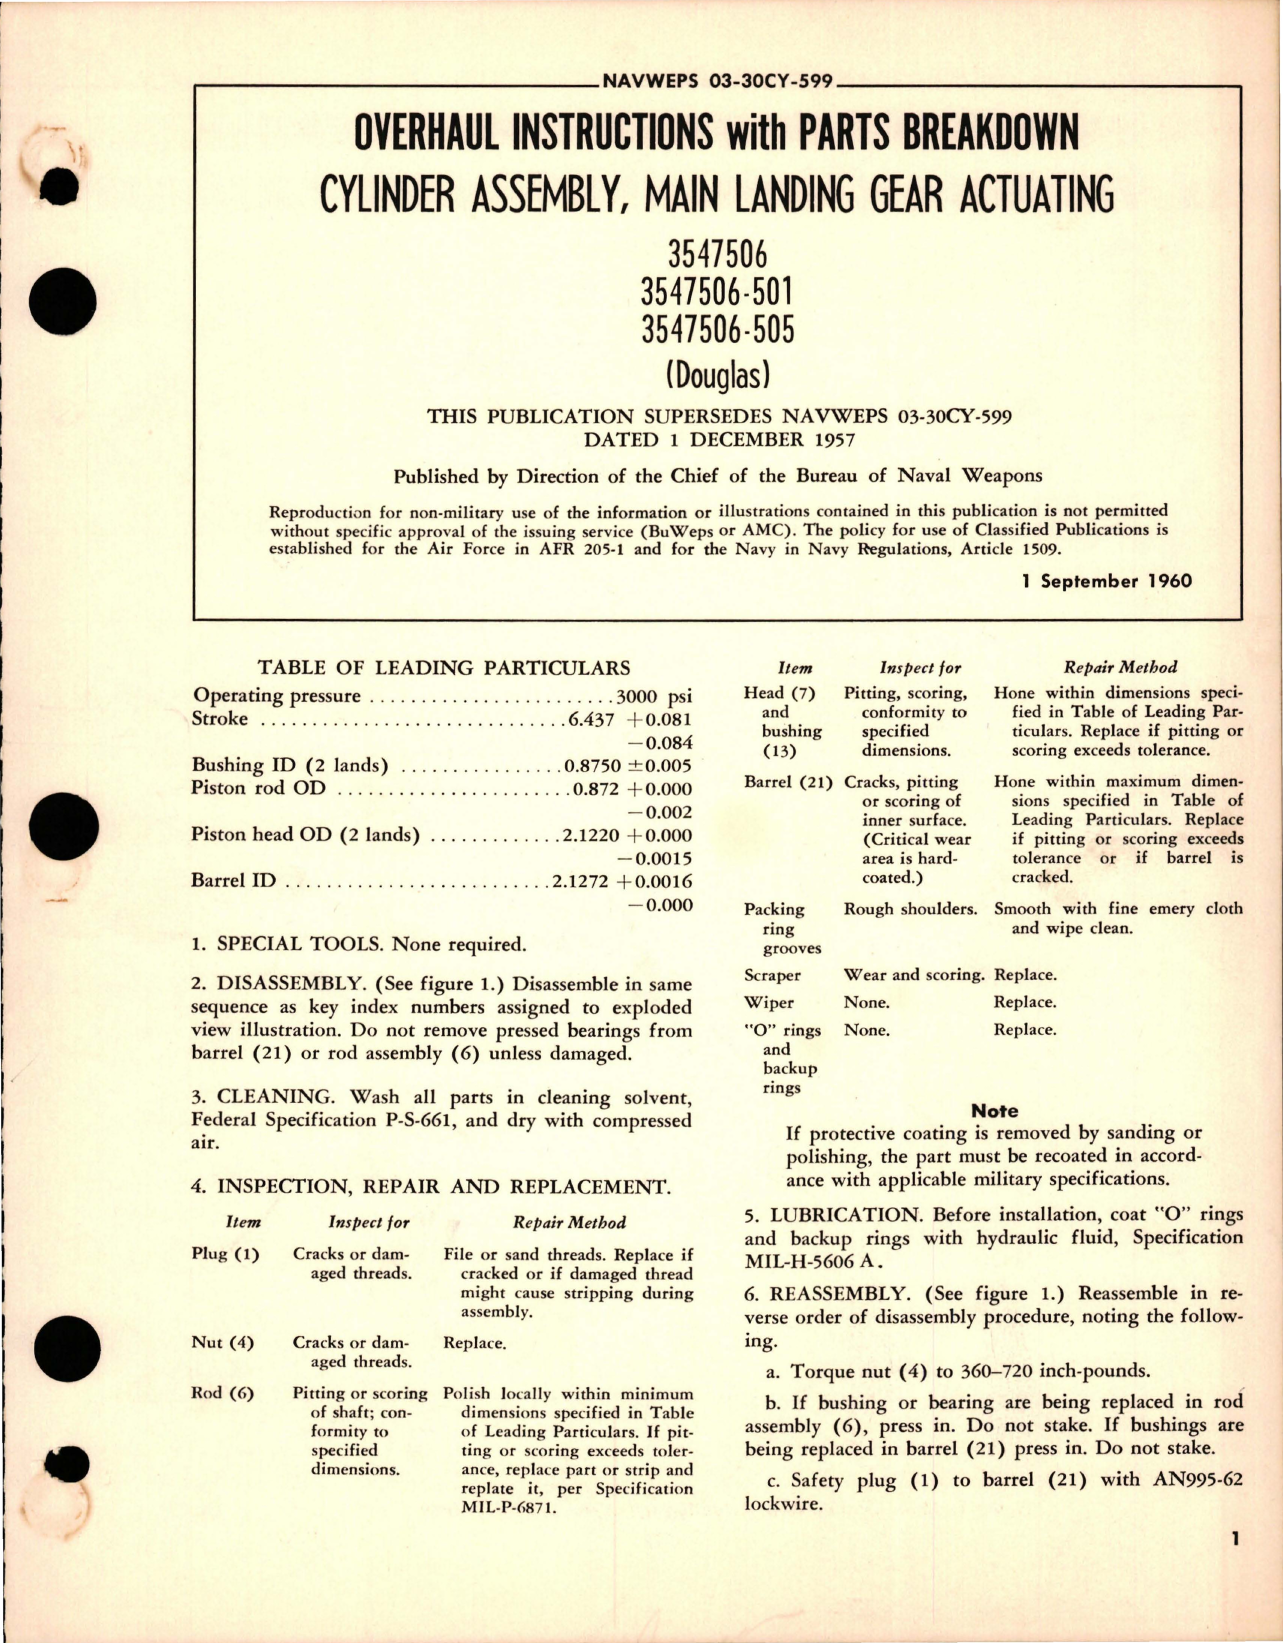 NAVWEPS 03-30CY-599
OVERHAUL INSTRUCTIONS with PARTS BREAKDOWN
CYLINDER ASSEMBLY, MAIN LANDING GEAR ACTUATING
3547506
3547506-501
3547506-505
(Douglas)
THIS PUBLICATION SUPERSEDES NAVWEPS 03-30CY-599
DATED 1 DECEMBER 1957
Published by Direction of the Chief of the Bureau of Naval Weapons
Reproduction for non-military use of the information or illustrations contained in this publication is not permitted
without specific approval of the issuing service (BuWeps or AMC). The policy for use of Classified Publications is
established for the Air Force in AFR 205-1 and for the Navy in Navy Regulations, Article 1509.
1 September 1960
TABLE OF LEADING PARTICULARS
Operating pressure ........................ 3000 psi
Stroke .............................. 6.437 +0.081
−0.084
Bushing ID (2 lands) ................ 0.8750 ±0.005
Piston rod OD ....................... 0.872 +0.000
−0.002
Piston head OD (2 lands) ............. 2.1220 +0.000
−0.0015
Barrel ID .......................... 2.1272 +0.0016
−0.000
1. SPECIAL TOOLS. None required.
2. DISASSEMBLY. (See figure 1.) Disassemble in same
sequence as key index numbers assigned to exploded
view illustration. Do not remove pressed bearings from
barrel (21) or rod assembly (6) unless damaged.
3. CLEANING. Wash all parts in cleaning solvent,
Federal Specification P-S-661, and dry with compressed
air.
4. INSPECTION, REPAIR AND REPLACEMENT.
Item Inspect for Repair Method
Plug (1) Cracks or dam- File or sand threads. Replace if
aged threads. cracked or if damaged thread
might cause stripping during
assembly.
Nut (4) Cracks or dam- Replace.
aged threads.
Rod (6) Pitting or scoring Polish locally within minimum
of shaft; con- dimensions specified in Table
formity to of Leading Particulars. If pit-
specified ting or scoring exceeds toler-
dimensions. ance, replace part or strip and
replate it, per Specification
MIL-P-6871.
Item Inspect for Repair Method
Head (7) Pitting, scoring, Hone within dimensions speci-
and conformity to fied in Table of Leading Par-
bushing specified ticulars. Replace if pitting or
(13) dimensions. scoring exceeds tolerance.
Barrel (21) Cracks, pitting Hone within maximum dimen-
or scoring of sions specified in Table of
inner surface. Leading Particulars. Replace
(Critical wear if pitting or scoring exceeds
area is hard- tolerance or if barrel is
coated.) cracked.
Packing Rough shoulders. Smooth with fine emery cloth
ring and wipe clean.
grooves
Scraper Wear and scoring. Replace.
Wiper None. Replace.
"O" rings None. Replace.
and
backup
rings
Note
If protective coating is removed by sanding or
polishing, the part must be recoated in accord-
ance with applicable military specifications.
5. LUBRICATION. Before installation, coat "O" rings
and backup rings with hydraulic fluid, Specification
MIL-H-5606 A.
6. REASSEMBLY. (See figure 1.) Reassemble in re-
verse order of disassembly procedure, noting the follow-
ing.
a. Torque nut (4) to 360–720 inch-pounds.
b. If bushing or bearing are being replaced in rod
assembly (6), press in. Do not stake. If bushings are
being replaced in barrel (21) press in. Do not stake.
c. Safety plug (1) to barrel (21) with AN995-62
lockwire.
1